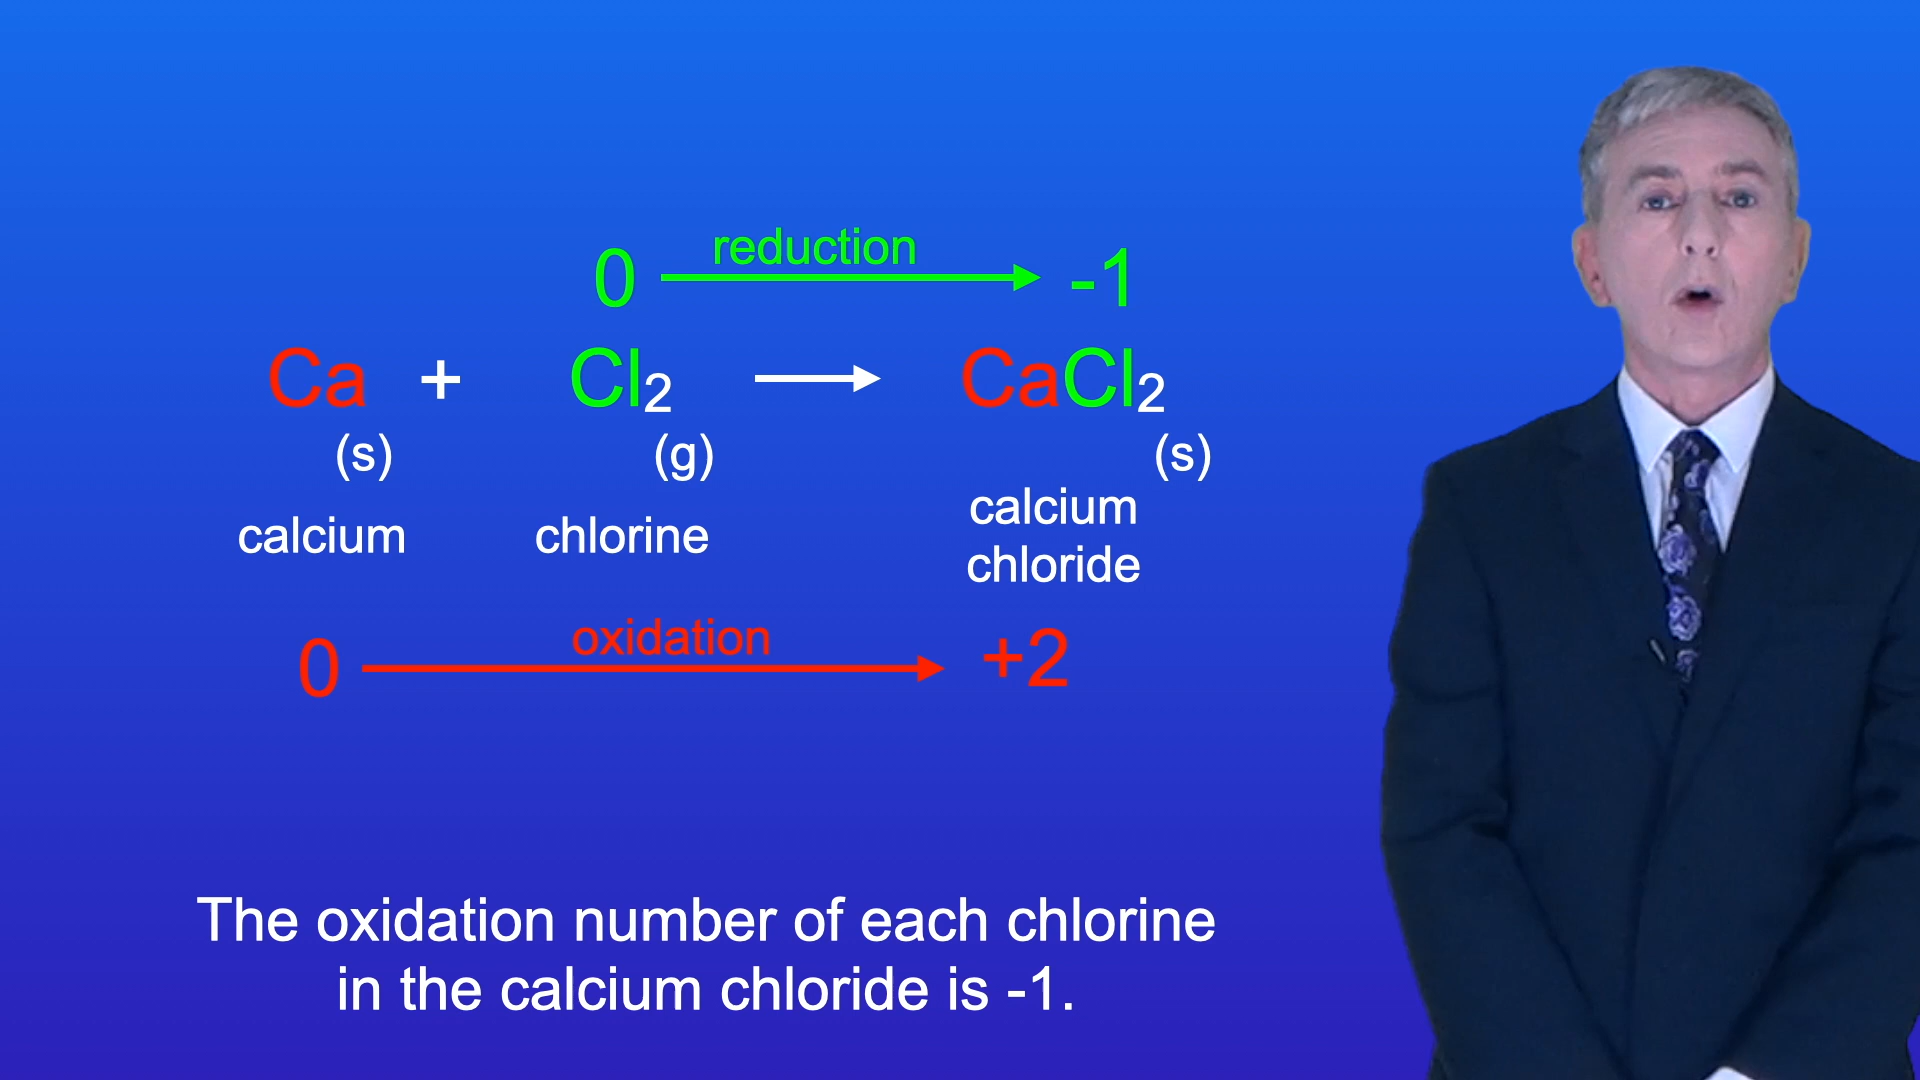 reduction
0 -1
Ca + Cl2 CaCl2
(s) (g) (s)
calcium chlorine calcium
chloride
oxidation
0 +2
The oxidation number of each chlorine
in the calcium chloride is -1.